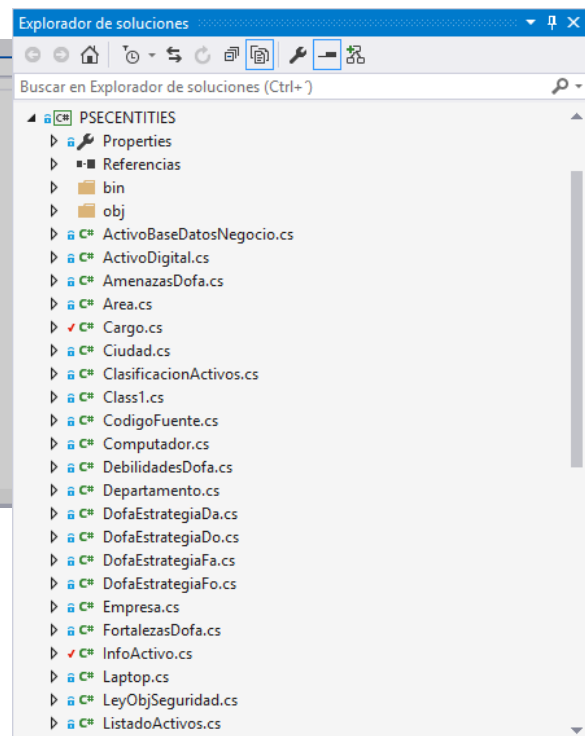 Explorador de soluciones
Buscar en Explorador de soluciones (Ctrl+´)
C# PSECENTITIES
Properties
Referencias
bin
obj
C# ActivoBaseDatosNegocio.cs
C# ActivoDigital.cs
C# AmenazasDofa.cs
C# Area.cs
C# Cargo.cs
C# Ciudad.cs
C# ClasificacionActivos.cs
C# Class1.cs
C# CodigoFuente.cs
C# Computador.cs
C# DebilidadesDofa.cs
C# Departamento.cs
C# DofaEstrategiaDa.cs
C# DofaEstrategiaDo.cs
C# DofaEstrategiaFa.cs
C# DofaEstrategiaFo.cs
C# Empresa.cs
C# FortalezasDofa.cs
C# InfoActivo.cs
C# Laptop.cs
C# LeyObjSeguridad.cs
C# ListadoActivos.cs